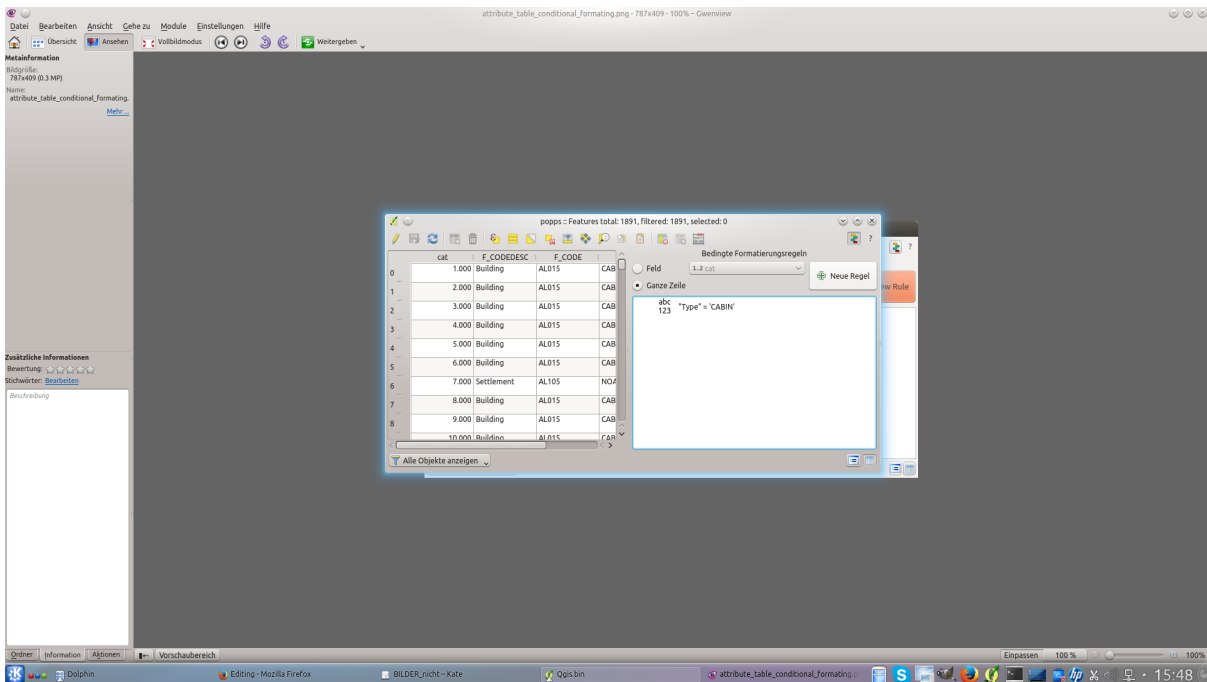 attribute_table_conditional_formating.png - 787x409 - 100% – Gwenview
Datei Bearbeiten Ansicht Gehe zu Module Einstellungen Hilfe
Übersicht Ansehen Vollbildmodus Weitergeben
Metainformation
Bildgröße:
787x409 (0.3 MP)
Name:
attribute_table_conditional_formating.
Mehr ...
popps :: Features total: 1891, filtered: 1891, selected: 0
?
?
Bedingte Formatierungsregeln
Feld 1.2 cat
Ganze Zeile
Neue Regel
ew Rule
abc
123 "Type" = 'CABIN'
cat F_CODEDESC F_CODE
0 1.000 Building AL015 CAB
1 2.000 Building AL015 CAB
2 3.000 Building AL015 CAB
3 4.000 Building AL015 CAB
4 5.000 Building AL015 CAB
5 6.000 Building AL015 CAB
6 7.000 Settlement AL105 NOA
7 8.000 Building AL015 CAB
8 9.000 Building AL015 CAB
10.000 Building AL015 CAB
Alle Objekte anzeigen
Zusätzliche Informationen
Bewertung:
Stichwörter: Bearbeiten
Beschreibung
Ordner Information Aktionen Vorschaubereich Einpassen 100 % 100%
Dolphin Editing - Mozilla Firefox BILDER_nicht – Kate Qgis.bin attribute_table_conditional_formating.p 15:48